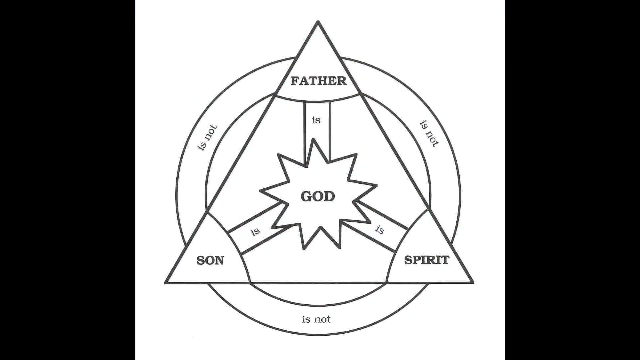 FATHER
is not
is
is not
GOD
is
is
SON
SPIRIT
is not